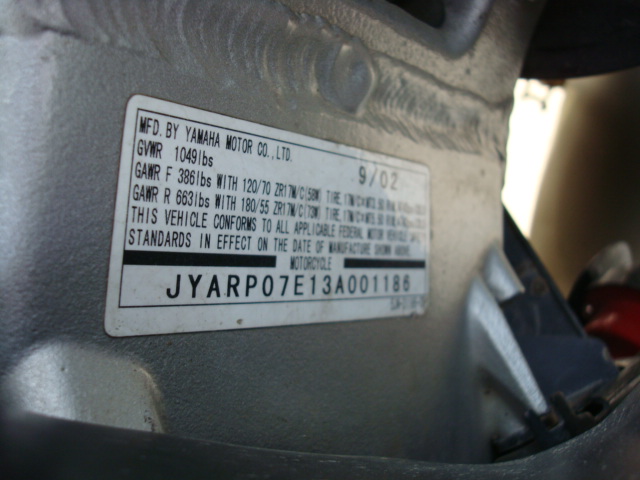 MFD. BY YAMAHA MOTOR CO., LTD.
9/02
GVWR 1049lbs
GAWR F 386lbs WITH 120/70 ZR17M/C(58W) TIRE,
GAWR R 663lbs WITH 180/55 ZR17M/C(73W) TIRE,
THIS VEHICLE CONFORMS TO ALL APPLICABLE FEDERAL MOTOR VEHICLE
STANDARDS IN EFFECT ON THE DATE OF MANUFACTURE SHOWN ABOVE.
MOTORCYCLE
JYARP07E13A001186